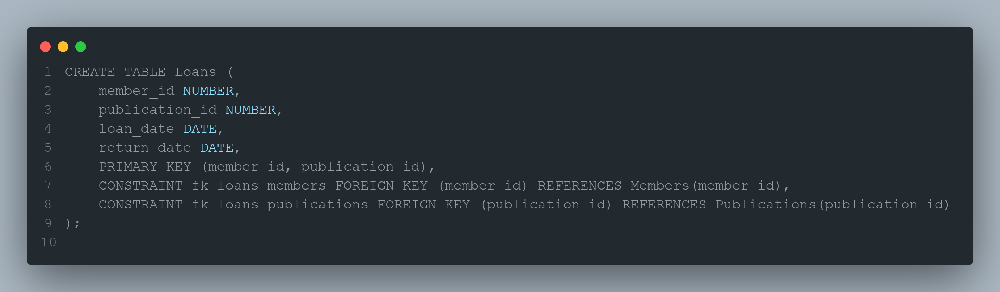 1 CREATE TABLE Loans (
2     member_id NUMBER,
3     publication_id NUMBER,
4     loan_date DATE,
5     return_date DATE,
6     PRIMARY KEY (member_id, publication_id),
7     CONSTRAINT fk_loans_members FOREIGN KEY (member_id) REFERENCES Members(member_id),
8     CONSTRAINT fk_loans_publications FOREIGN KEY (publication_id) REFERENCES Publications(publication_id)
9 );
10